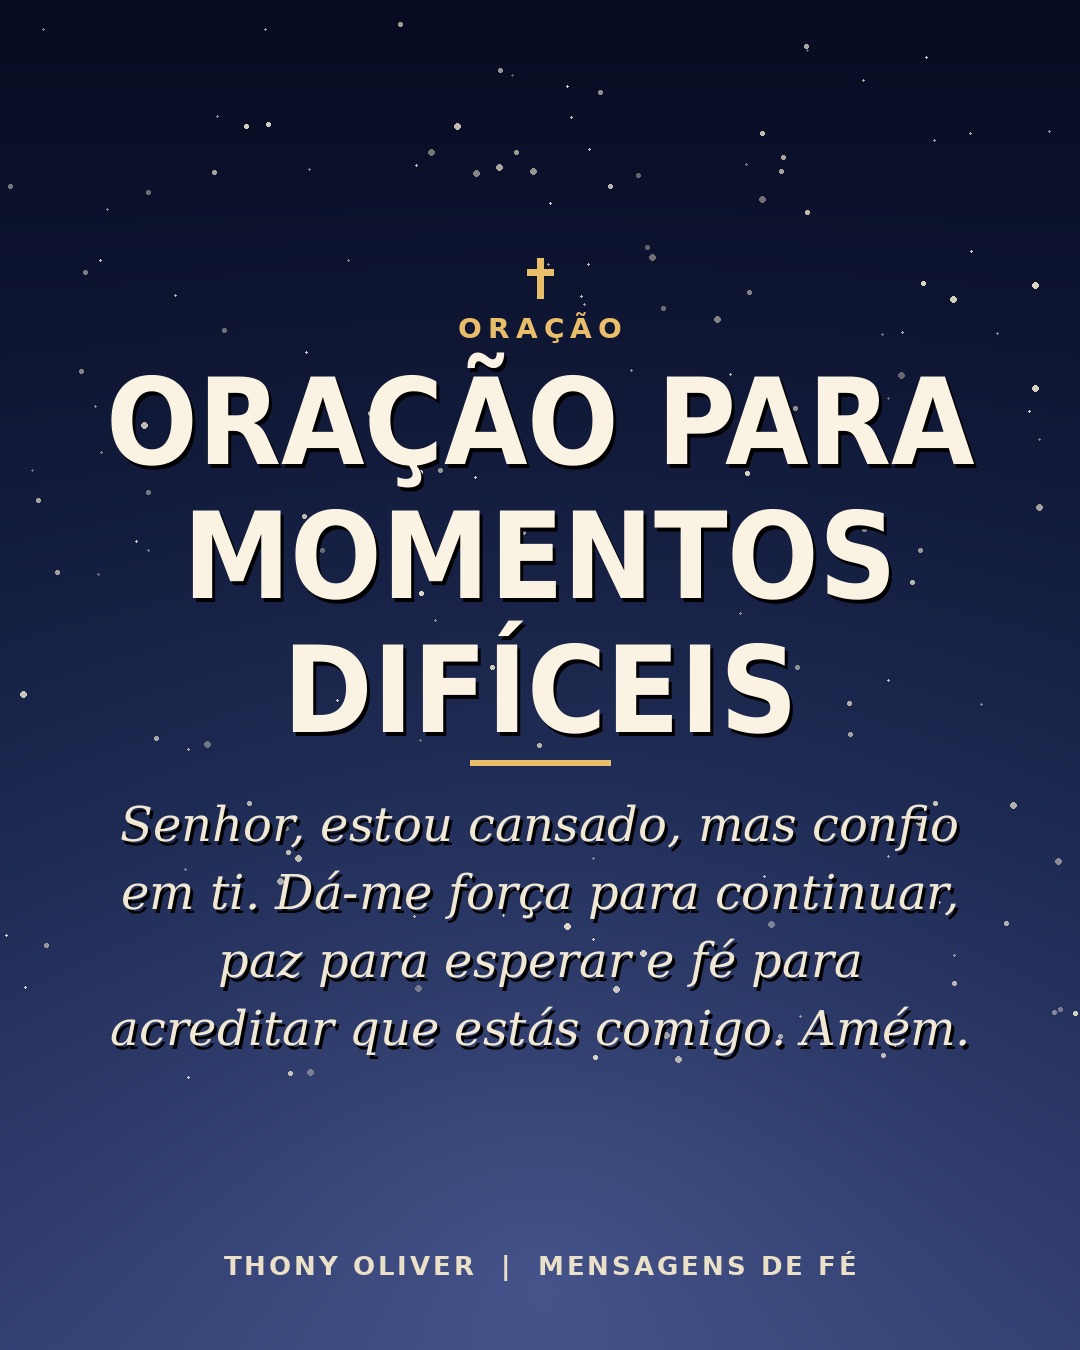 ORAÇÃO
ORAÇÃO PARA
MOMENTOS
DIFÍCEIS
Senhor, estou cansado, mas confio
em ti. Dá-me força para continuar,
paz para esperar e fé para
acreditar que estás comigo. Amém.
THONY OLIVER | MENSAGENS DE FÉ